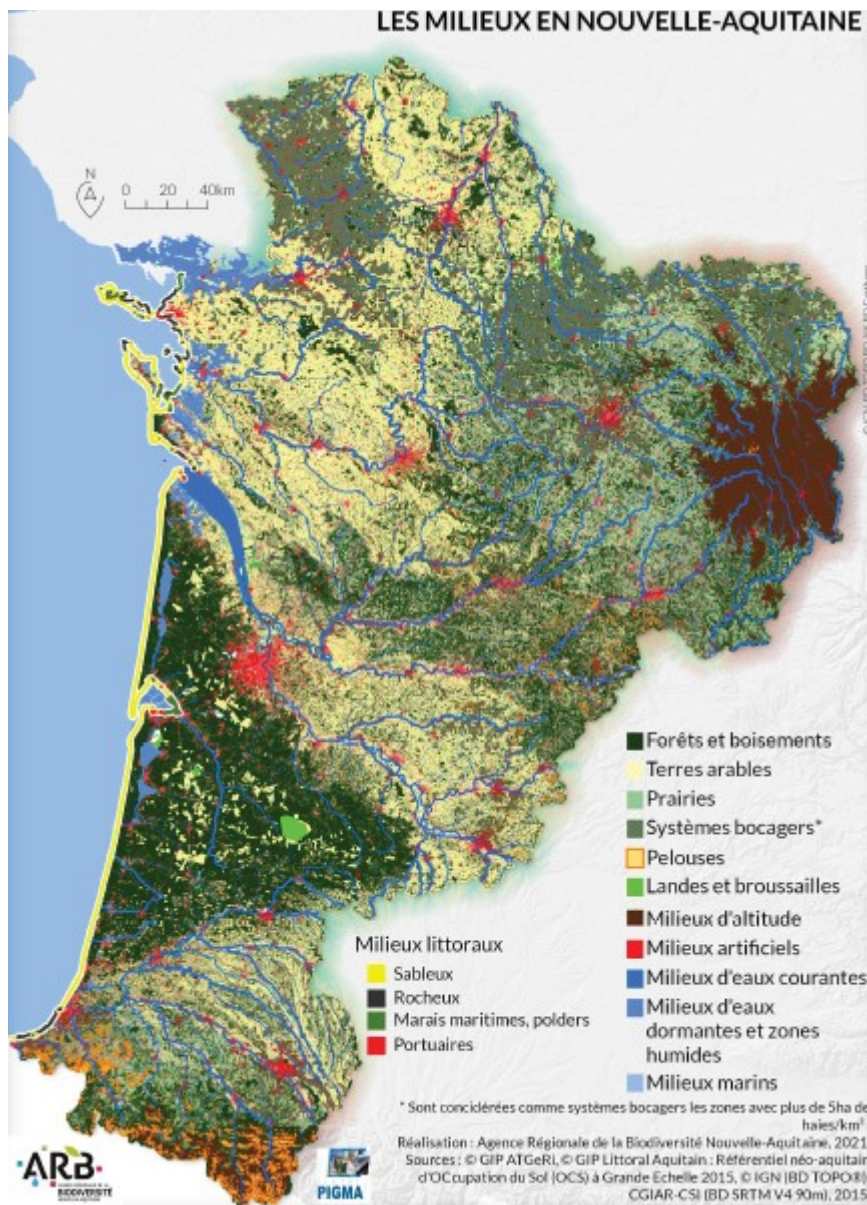 LES MILIEUX EN NOUVELLE-AQUITAINE
N
0 20 40km
Forêts et boisements
Terres arables
Prairies
Systèmes bocagers*
Pelouses
Landes et broussailles
Milieux d'altitude
Milieux artificiels
Milieux d'eaux courantes
Milieux d'eaux
dormantes et zones
humides
Milieux marins
Milieux littoraux
Sableux
Rocheux
Marais maritimes, polders
Portuaires
* Sont concidérées comme systèmes bocagers les zones avec plus de 5ha de
haies/km²
Réalisation : Agence Régionale de la Biodiversité Nouvelle-Aquitaine, 2021
Sources : © GIP ATGeRi, © GIP Littoral Aquitain : Référentiel néo-aquitain
d'OCcupation du Sol (OCS) à Grande Echelle 2015, © IGN (BD TOPO®)
CGIAR-CSI (BD SRTM V4 90m), 2015
ARB
BIODIVERSITÉ
PIGMA